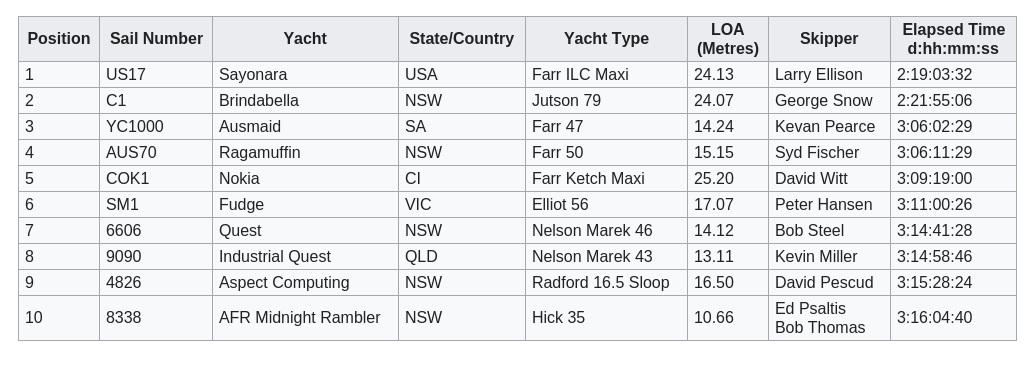 Position Sail Number Yacht State/Country Yacht Type LOA (Metres) Skipper Elapsed Time d:hh:mm:ss
1 US17 Sayonara USA Farr ILC Maxi 24.13 Larry Ellison 2:19:03:32
2 C1 Brindabella NSW Jutson 79 24.07 George Snow 2:21:55:06
3 YC1000 Ausmaid SA Farr 47 14.24 Kevan Pearce 3:06:02:29
4 AUS70 Ragamuffin NSW Farr 50 15.15 Syd Fischer 3:06:11:29
5 COK1 Nokia CI Farr Ketch Maxi 25.20 David Witt 3:09:19:00
6 SM1 Fudge VIC Elliot 56 17.07 Peter Hansen 3:11:00:26
7 6606 Quest NSW Nelson Marek 46 14.12 Bob Steel 3:14:41:28
8 9090 Industrial Quest QLD Nelson Marek 43 13.11 Kevin Miller 3:14:58:46
9 4826 Aspect Computing NSW Radford 16.5 Sloop 16.50 David Pescud 3:15:28:24
10 8338 AFR Midnight Rambler NSW Hick 35 10.66 Ed Psaltis Bob Thomas 3:16:04:40